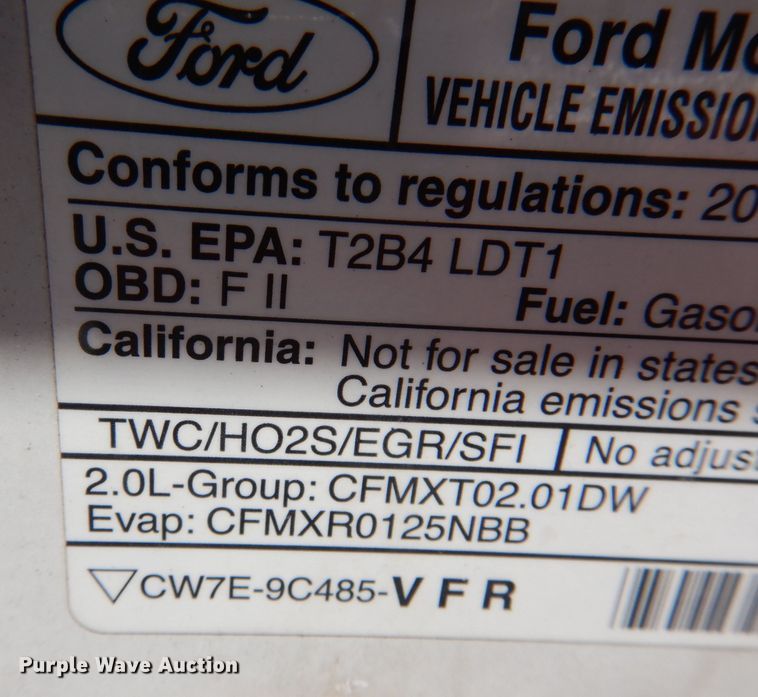 Ford
Ford Mo
VEHICLE EMISSIO
Conforms to regulations: 20
U.S. EPA: T2B4 LDT1
OBD: F II Fuel: Gaso
California: Not for sale in states
California emissions s
TWC/HO2S/EGR/SFI No adjus
2.0L-Group: CFMXT02.01DW
Evap: CFMXR0125NBB
▽CW7E-9C485-V F R
Purple Wave Auction